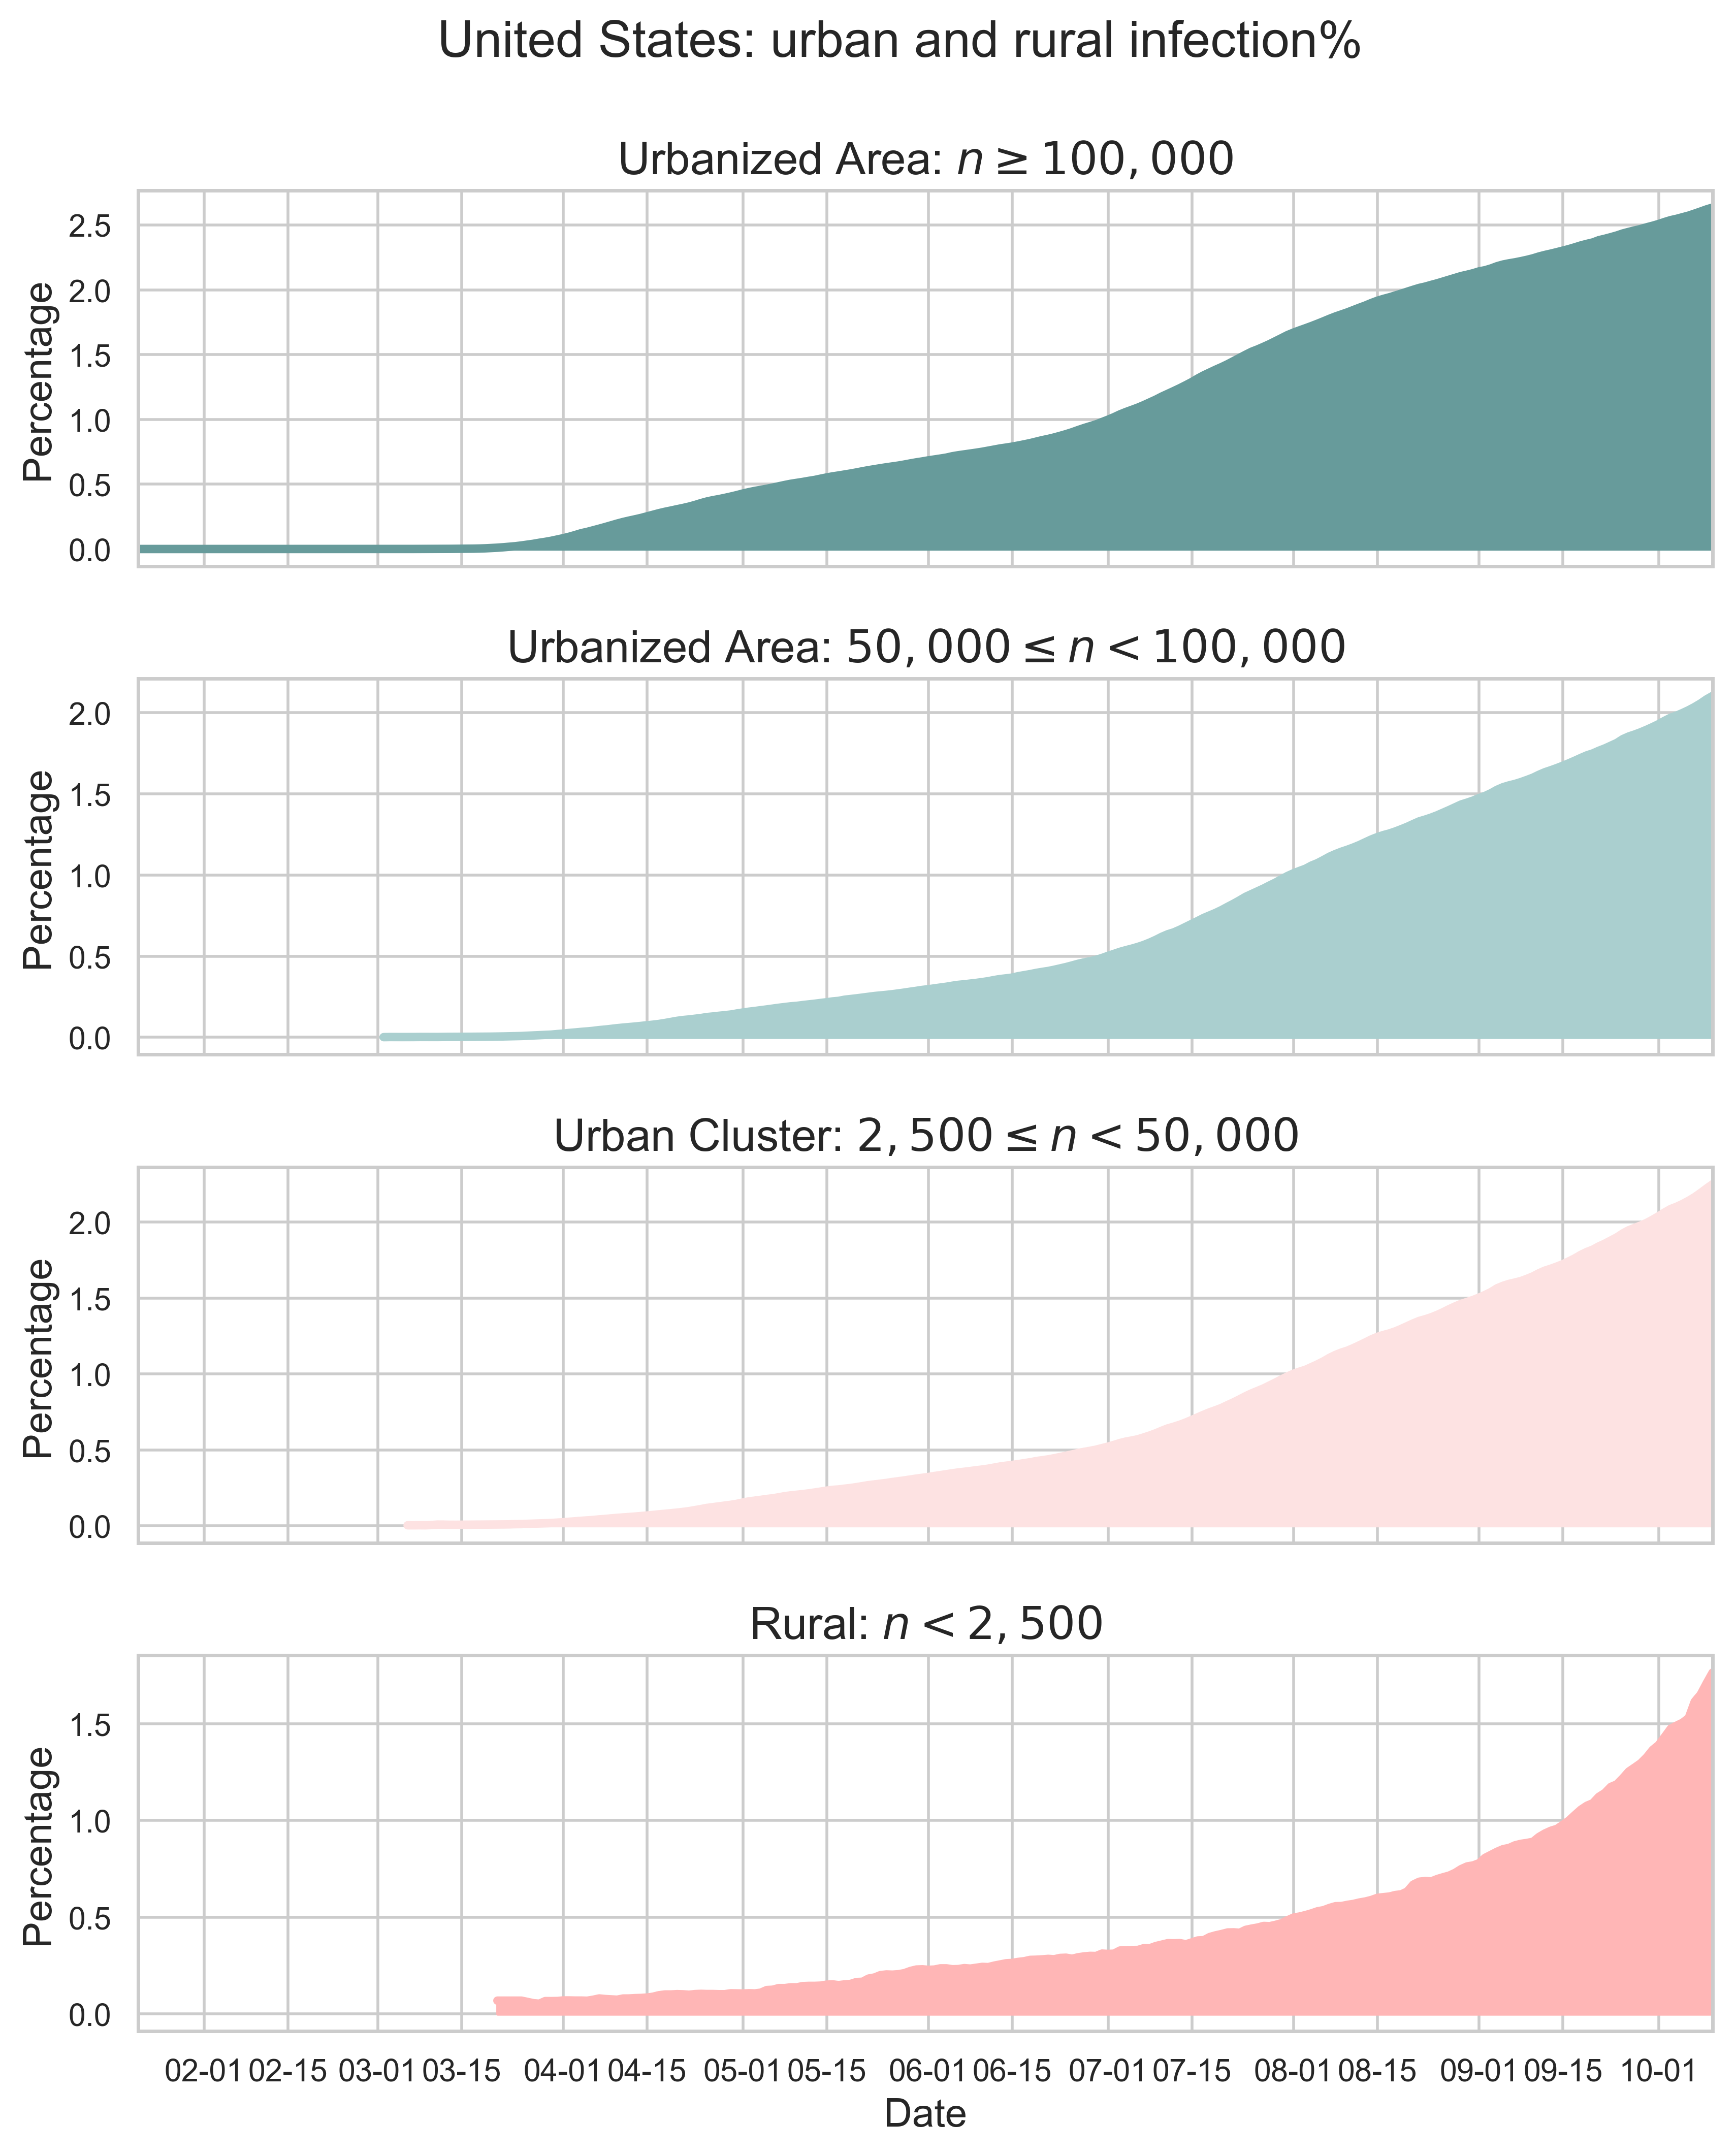 United States: urban and rural infection%
Urbanized Area: n ≥ 100, 000
Percentage
2.5
2.0
1.5
1.0
0.5
0.0
Urbanized Area: 50, 000 ≤ n < 100, 000
Percentage
2.0
1.5
1.0
0.5
0.0
Urban Cluster: 2, 500 ≤ n < 50, 000
Percentage
2.0
1.5
1.0
0.5
0.0
Rural: n < 2, 500
Percentage
1.5
1.0
0.5
0.0
02-01 02-15 03-01 03-15 04-01 04-15 05-01 05-15 06-01 06-15 07-01 07-15 08-01 08-15 09-01 09-15 10-01
Date